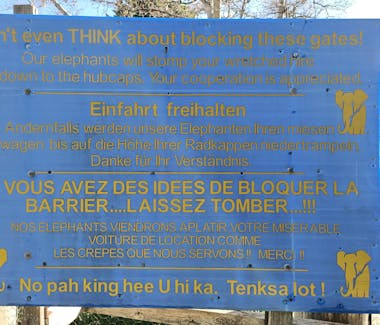 n't even THINK about blocking these gates!
Our elephants will stomp your wretched
down to the hubcaps. Your cooperation is appreciated!
Einfahrt freihalten
Andernfalls werden unsere Elephanten Ihren miesen
wagen bis auf die Höhe Ihrer Radkappen niedertrampeln.
Danke für Ihr Verständnis.
VOUS AVEZ DES IDEES DE BLOQUER LA
BARRIER....LAISSEZ TOMBER...!!!
NOS ELEPHANTS VIENDRONS APLATIR VOTRE MISERABLE
VOITURE DE LOCATION COMME
LES CREPES QUE NOUS SERVONS !! MERCI !!
No pah king hee U hi ka. Tenksa lot !